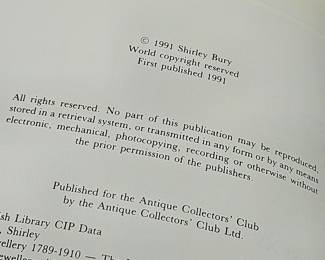 © 1991 Shirley Bury
World copyright reserved
First published 1991
All rights reserved. No part of this publication may be reproduced,
stored in a retrieval system, or transmitted in any form or by any means
electronic, mechanical, photocopying, recording or otherwise without
the prior permission of the publishers
Published for the Antique Collectors' Club
by the Antique Collectors' Club Ltd.
ish Library CIP Data
, Shirley
ellery 1789-1910 —